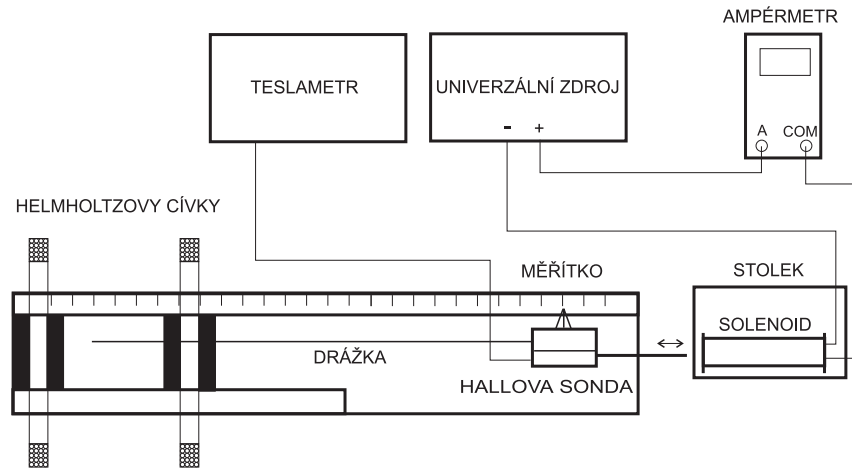 AMPÉRMETR
TESLAMETR
UNIVERZÁLNÍ ZDROJ
- +
A COM
HELMHOLTZOVY CÍVKY
MĚŘÍTKO
STOLEK
SOLENOID
DRÁŽKA
HALLOVA SONDA